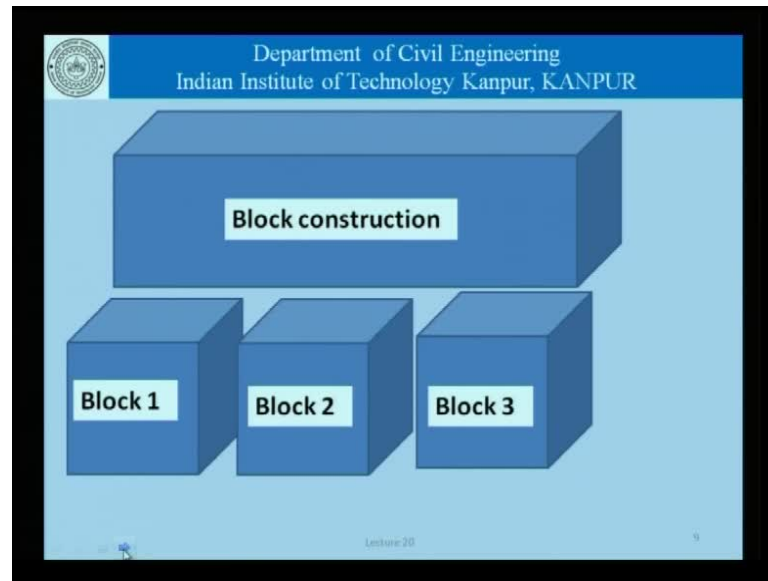 Department of Civil Engineering
Indian Institute of Technology Kanpur, KANPUR
Block construction
Block 1
Block 2
Block 3
Lecture 20
9